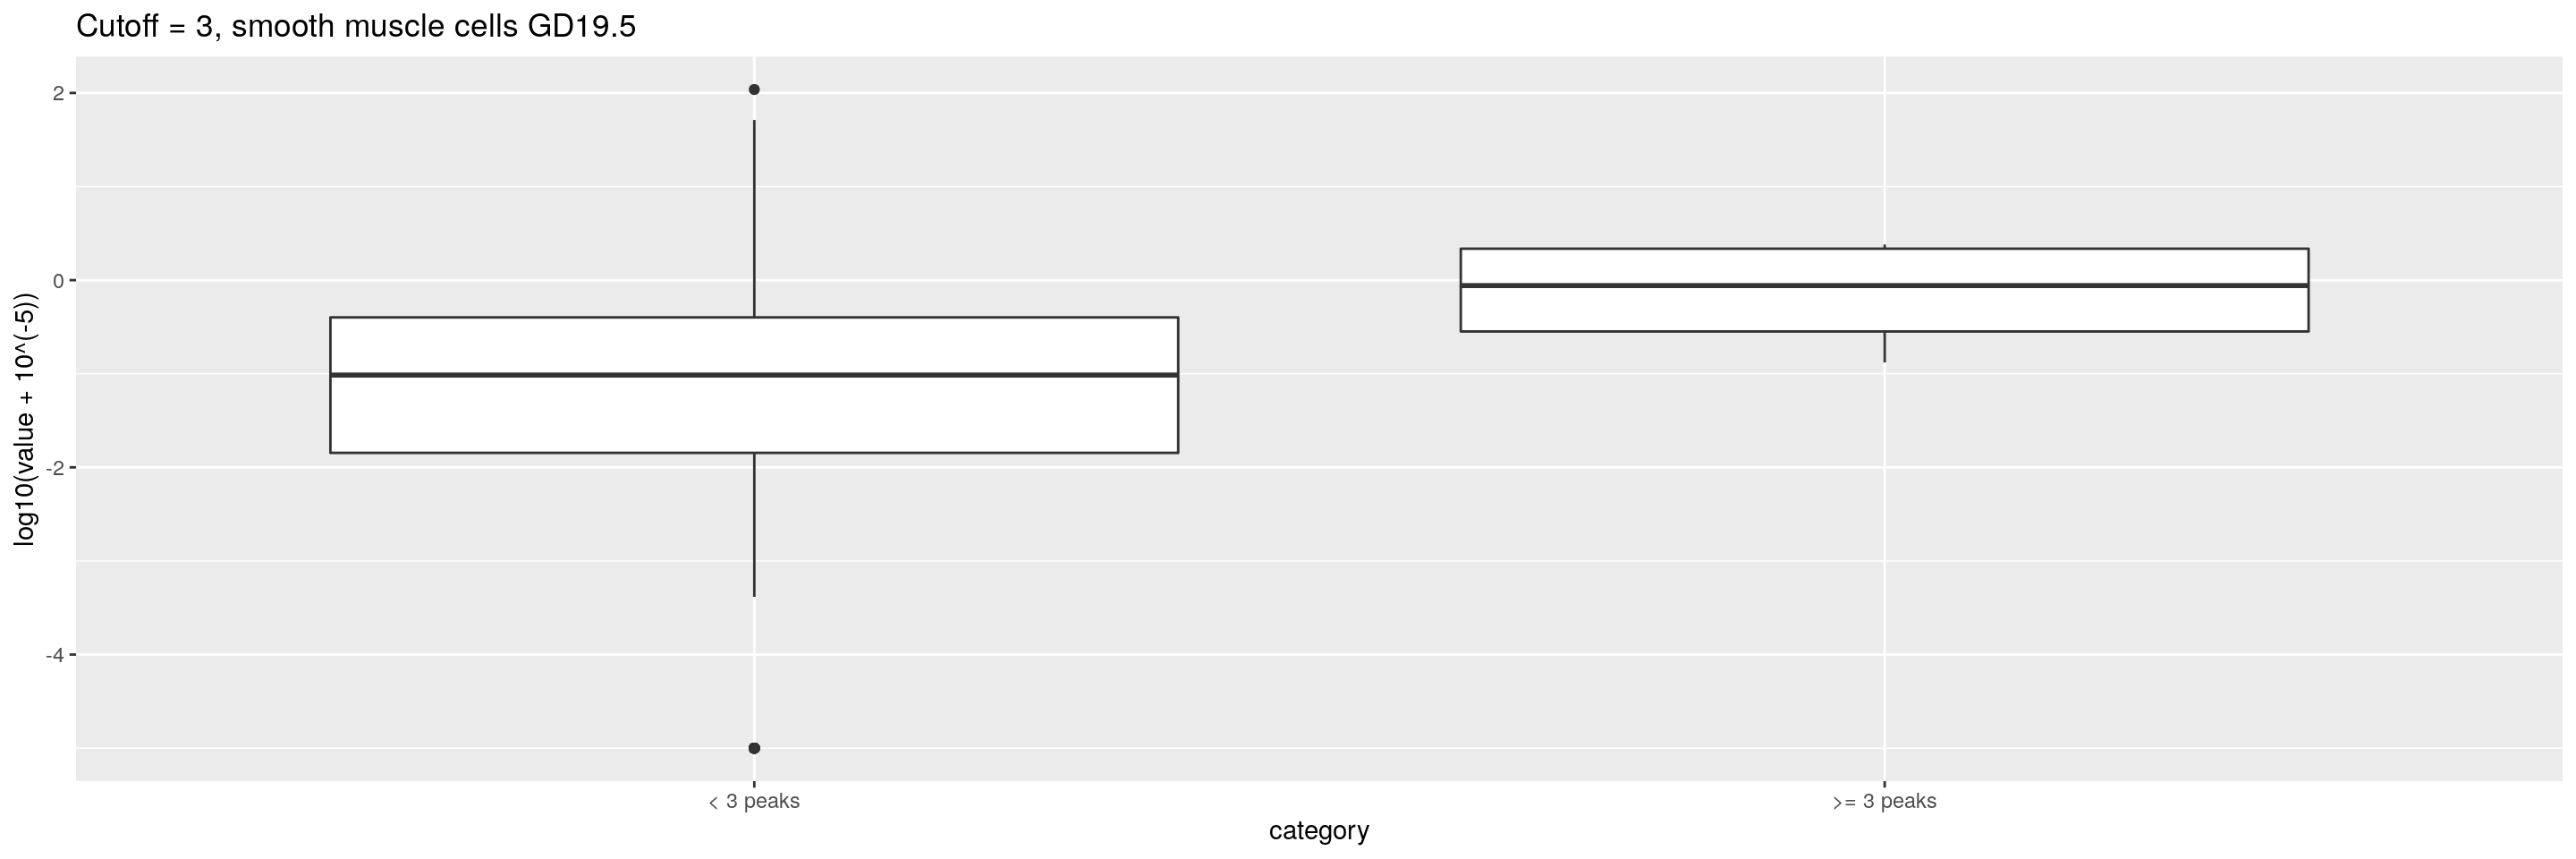 Cutoff = 3, smooth muscle cells GD19.5
log10(value + 10^(-5))
2
0
-2
-4
< 3 peaks
>= 3 peaks
category